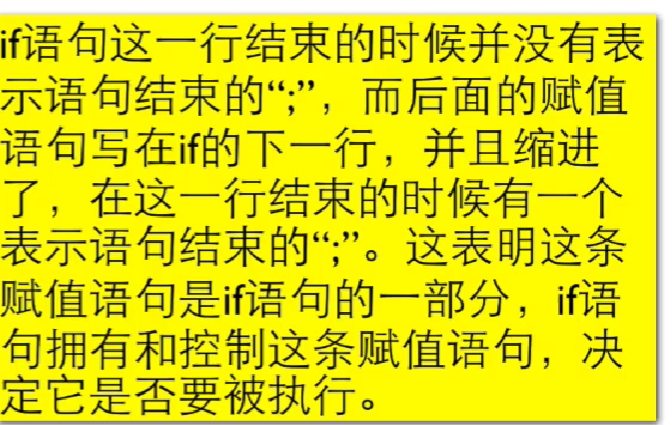 if语句这一行结束的时候并没有表
示语句结束的“;”，而后面的赋值
语句写在if的下一行，并且缩进
了，在这一行结束的时候有一个
表示语句结束的“;”。这表明这条
赋值语句是if语句的一部分，if语
句拥有和控制这条赋值语句，决
定它是否要被执行。